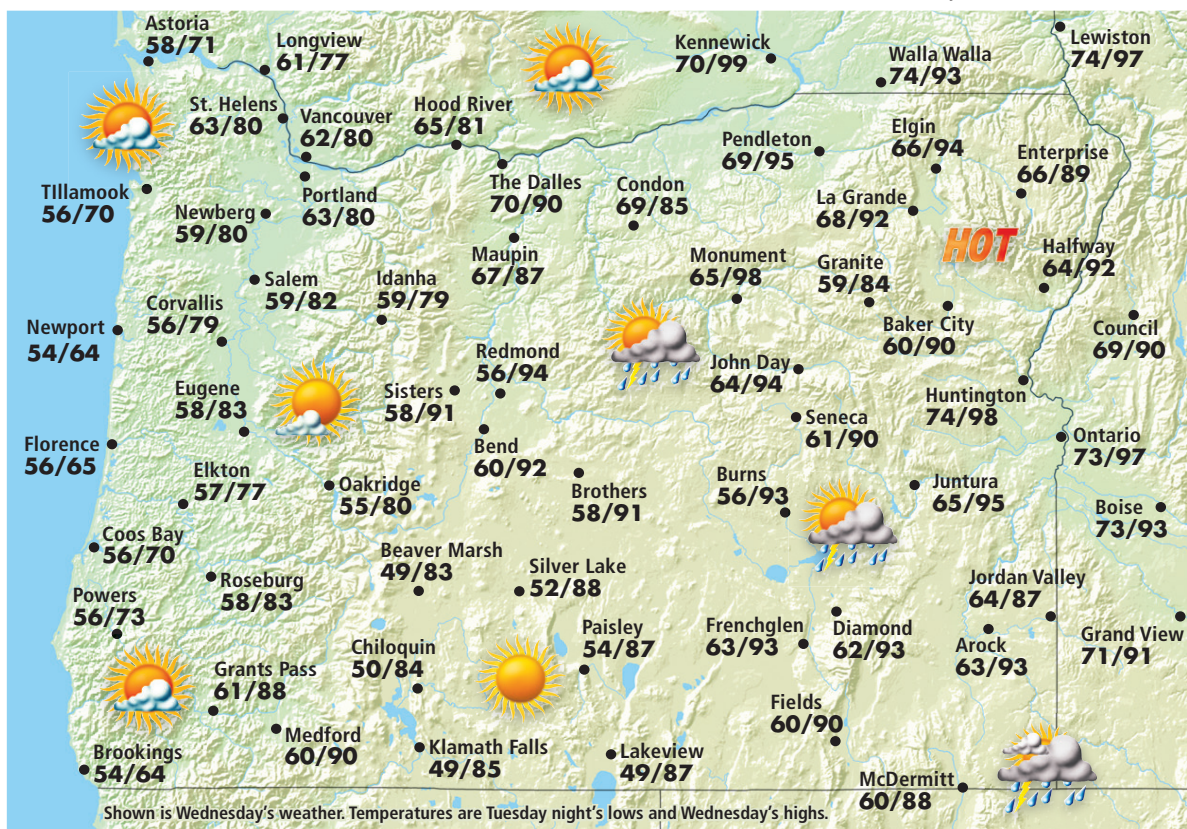 Astoria
58/71
Longview
61/77
Kennewick
70/99
Walla Walla
74/93
Lewiston
74/97
St. Helens
63/80
Vancouver
62/80
Hood River
65/81
Pendleton
69/95
Elgin
66/94
Enterprise
66/89
TIllamook
56/70
Newberg
59/80
Portland
63/80
The Dalles
70/90
Condon
69/85
La Grande
68/92
HOT
Maupin
67/87
Monument
65/98
Granite
59/84
Halfway
64/92
Salem
59/82
Idanha
59/79
Corvallis
56/79
Newport
54/64
Baker City
60/90
Council
69/90
Redmond
56/94
John Day
64/94
Eugene
58/83
Sisters
58/91
Huntington
74/98
Seneca
61/90
Florence
56/65
Bend
60/92
Ontario
73/97
Elkton
57/77
Oakridge
55/80
Brothers
58/91
Burns
56/93
Juntura
65/95
Boise
73/93
Coos Bay
56/70
Beaver Marsh
49/83
Silver Lake
52/88
Roseburg
58/83
Jordan Valley
64/87
Powers
56/73
Paisley
54/87
Frenchglen
63/93
Diamond
62/93
Arock
63/93
Grand View
71/91
Chiloquin
50/84
Grants Pass
61/88
Fields
60/90
Medford
60/90
Klamath Falls
49/85
Lakeview
49/87
Brookings
54/64
McDermitt
60/88
Shown is Wednesday's weather. Temperatures are Tuesday night's lows and Wednesday's highs.